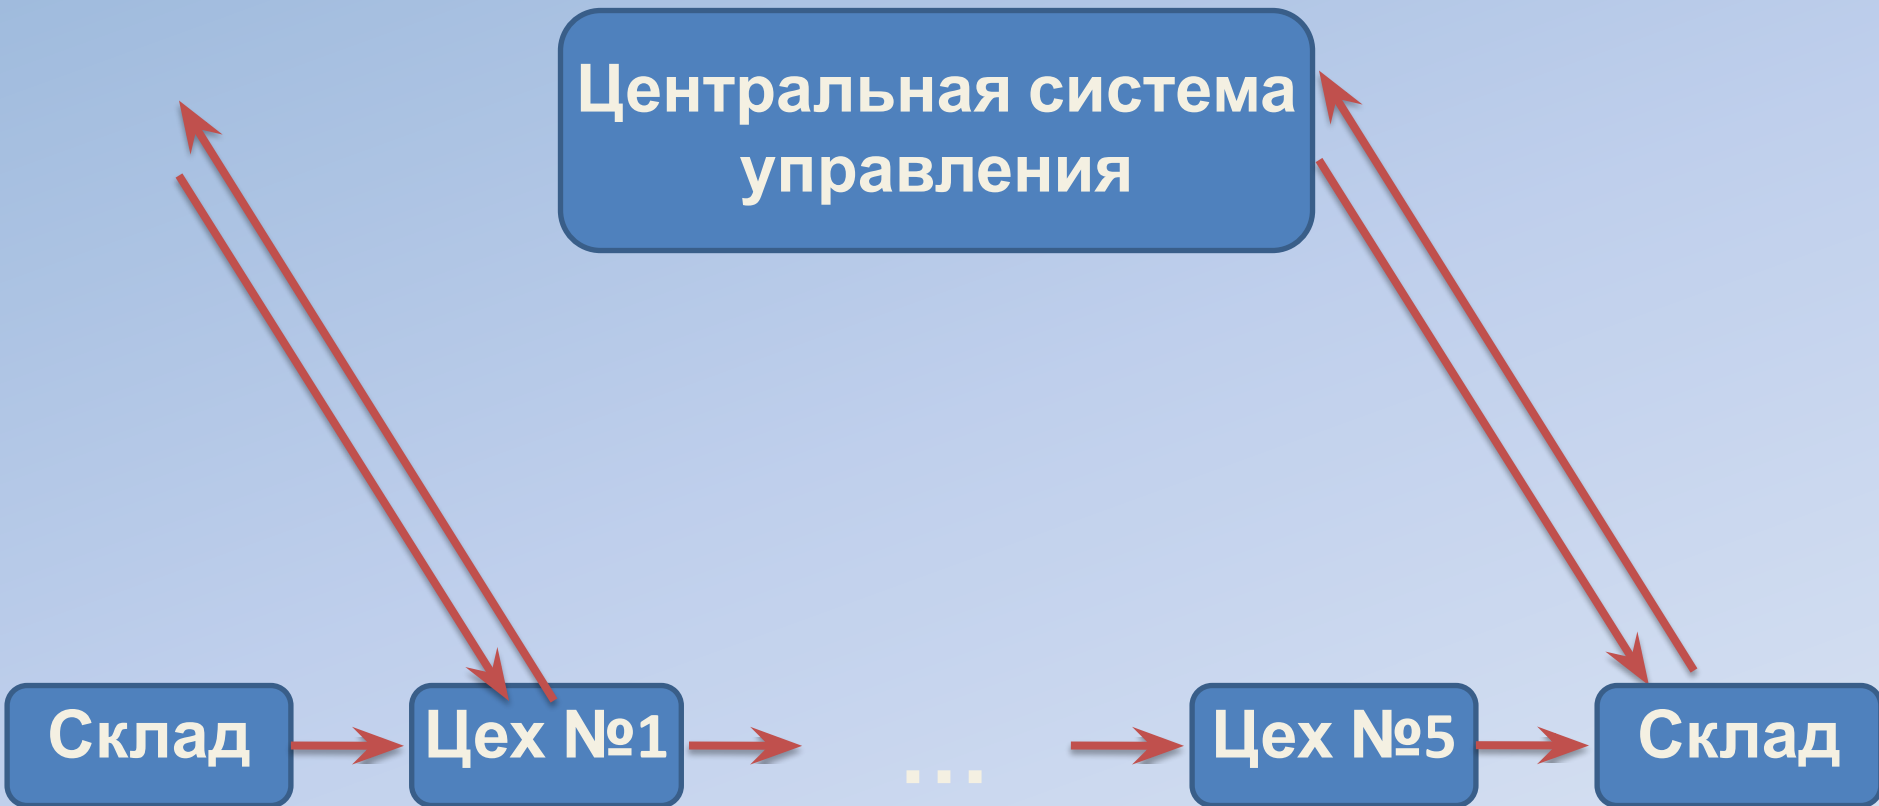 Центральная система
управления
Склад
Цех №1
...
Цех №5
Склад